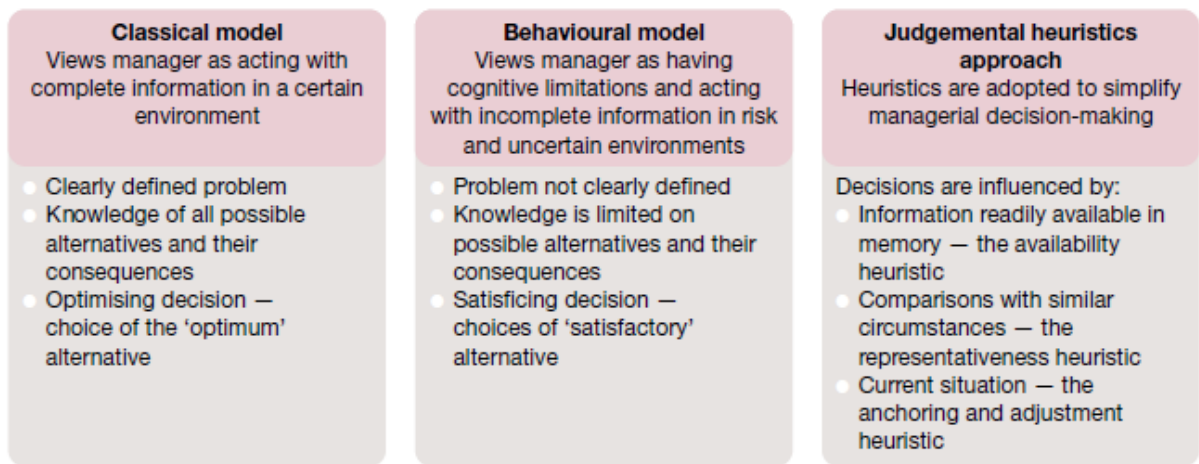 Classical model
Views manager as acting with
complete information in a certain
environment
Clearly defined problem
Knowledge of all possible
alternatives and their
consequences
Optimising decision —
choice of the ‘optimum’
alternative
Behavioural model
Views manager as having
cognitive limitations and acting
with incomplete information in risk
and uncertain environments
Problem not clearly defined
Knowledge is limited on
possible alternatives and their
consequences
Satisficing decision —
choices of ‘satisfactory’
alternative
Judgemental heuristics
approach
Heuristics are adopted to simplify
managerial decision-making
Decisions are influenced by:
Information readily available in
memory — the availability
heuristic
Comparisons with similar
circumstances — the
representativeness heuristic
Current situation — the
anchoring and adjustment
heuristic